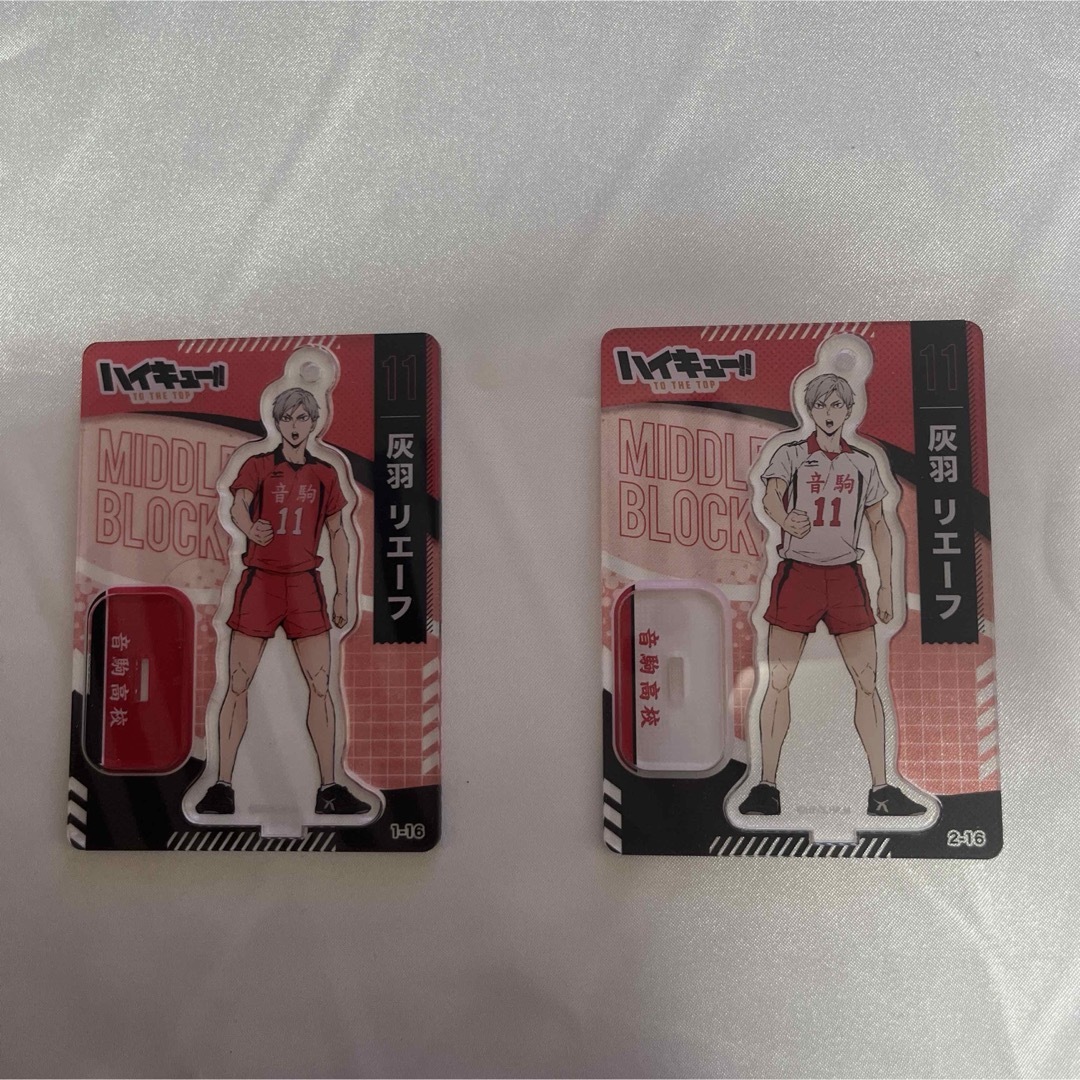 ハイキュー!!
TO THE TOP
11
灰羽 リエーフ
MIDDLE
BLOCK
音駒
11
音駒高校
1-16
ハイキュー!!
TO THE TOP
11
灰羽 リエーフ
MIDDLE
BLOCK
音駒
11
音駒高校
2-16